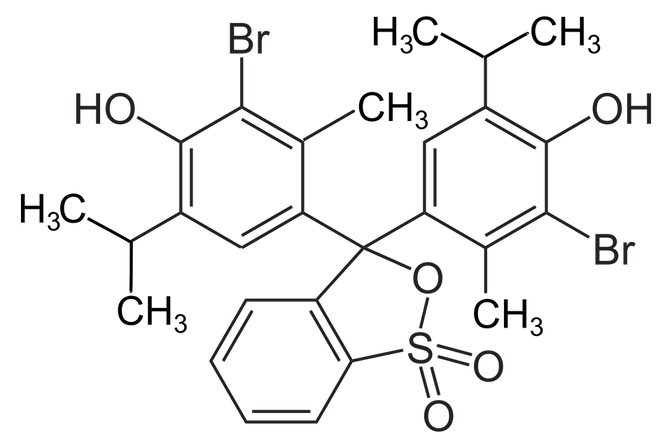 Br
H₃C CH₃
HO CH₃ OH
H₃C
Br
O
CH₃ CH₃
S O
O